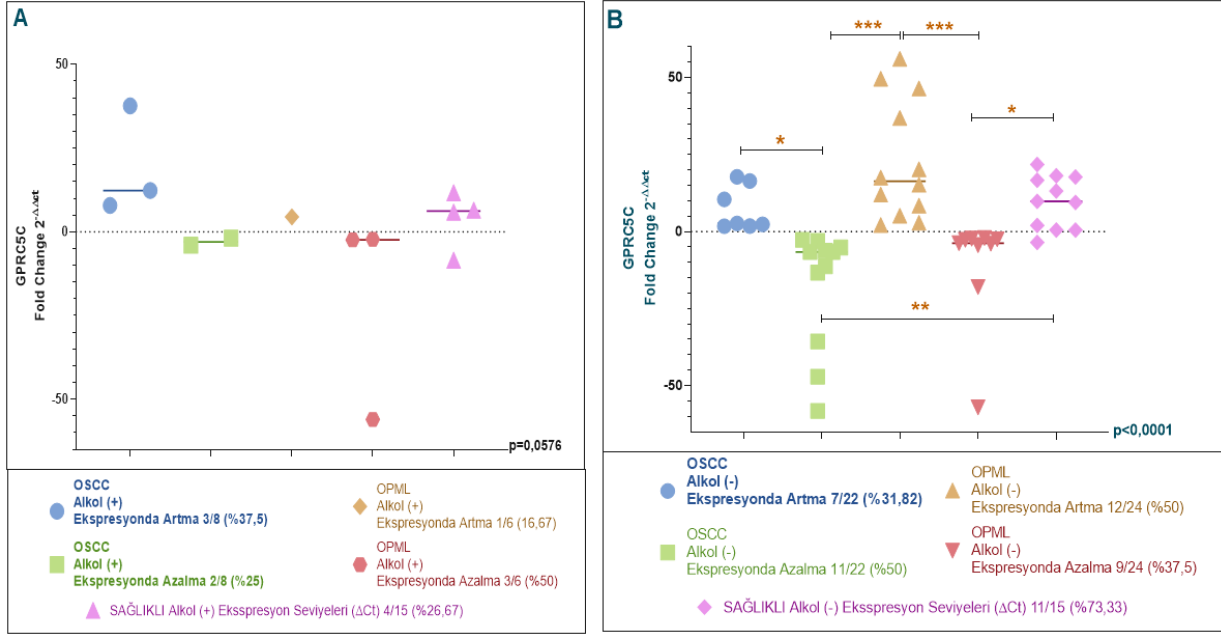 A
50
0
-50
GPRC5C
Fold Change 2^-ΔΔct
p=0,0576
OSCC
Alkol (+)
Ekspresyonda Artma 3/8 (%37,5)
OPML
Alkol (+)
Ekspresyonda Artma 1/6 (16,67)
OSCC
Alkol (+)
Ekspresyonda Azalma 2/8 (%25)
OPML
Alkol (+)
Ekspresyonda Azalma 3/6 (%50)
SAĞLIKLI Alkol (+) Eksspresyon Seviyeleri (ΔCt) 4/15 (%26,67)
B
***
***
*
*
**
50
0
-50
GPRC5C
Fold Change 2^-ΔΔct
p<0,0001
OSCC
Alkol (-)
Ekspresyonda Artma 7/22 (%31,82)
OPML
Alkol (-)
Ekspresyonda Artma 12/24 (%50)
OSCC
Alkol (-)
Ekspresyonda Azalma 11/22 (%50)
OPML
Alkol (-)
Ekspresyonda Azalma 9/24 (%37,5)
SAĞLIKLI Alkol (-) Eksspresyon Seviyeleri (ΔCt) 11/15 (%73,33)